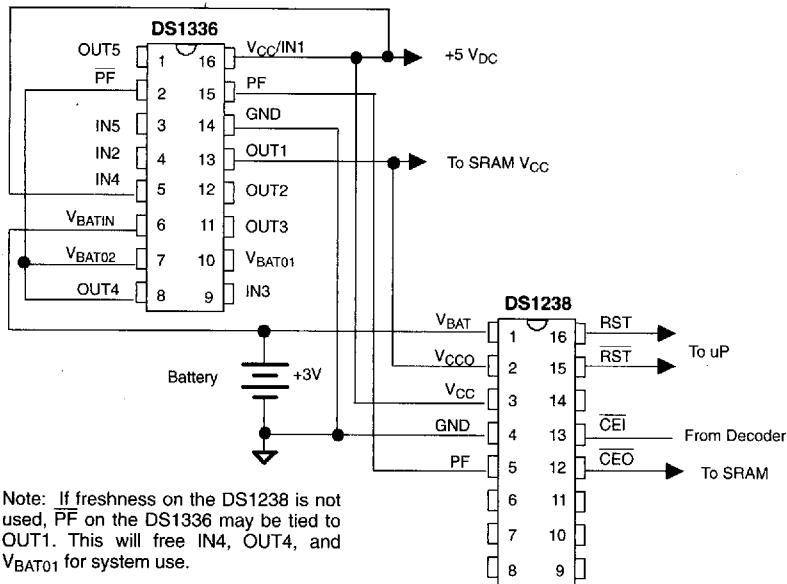 DS1336
OUT5 1 16 VCC/IN1
+5 VDC
PF 2 15 PF
IN5 3 14 GND
IN2 4 13 OUT1
To SRAM VCC
IN4 5 12 OUT2
VBATIN 6 11 OUT3
VBAT02 7 10 VBAT01
OUT4 8 9 IN3
DS1238
VBAT 1 16 RST
To uP
VCCO 2 15 RST
Battery
+3V
VCC 3 14
GND 4 13 CEI
From Decoder
PF 5 12 CEO
To SRAM
6 11
7 10
8 9
Note: If freshness on the DS1238 is not
used, PF on the DS1336 may be tied to
OUT1. This will free IN4, OUT4, and
VBAT01 for system use.